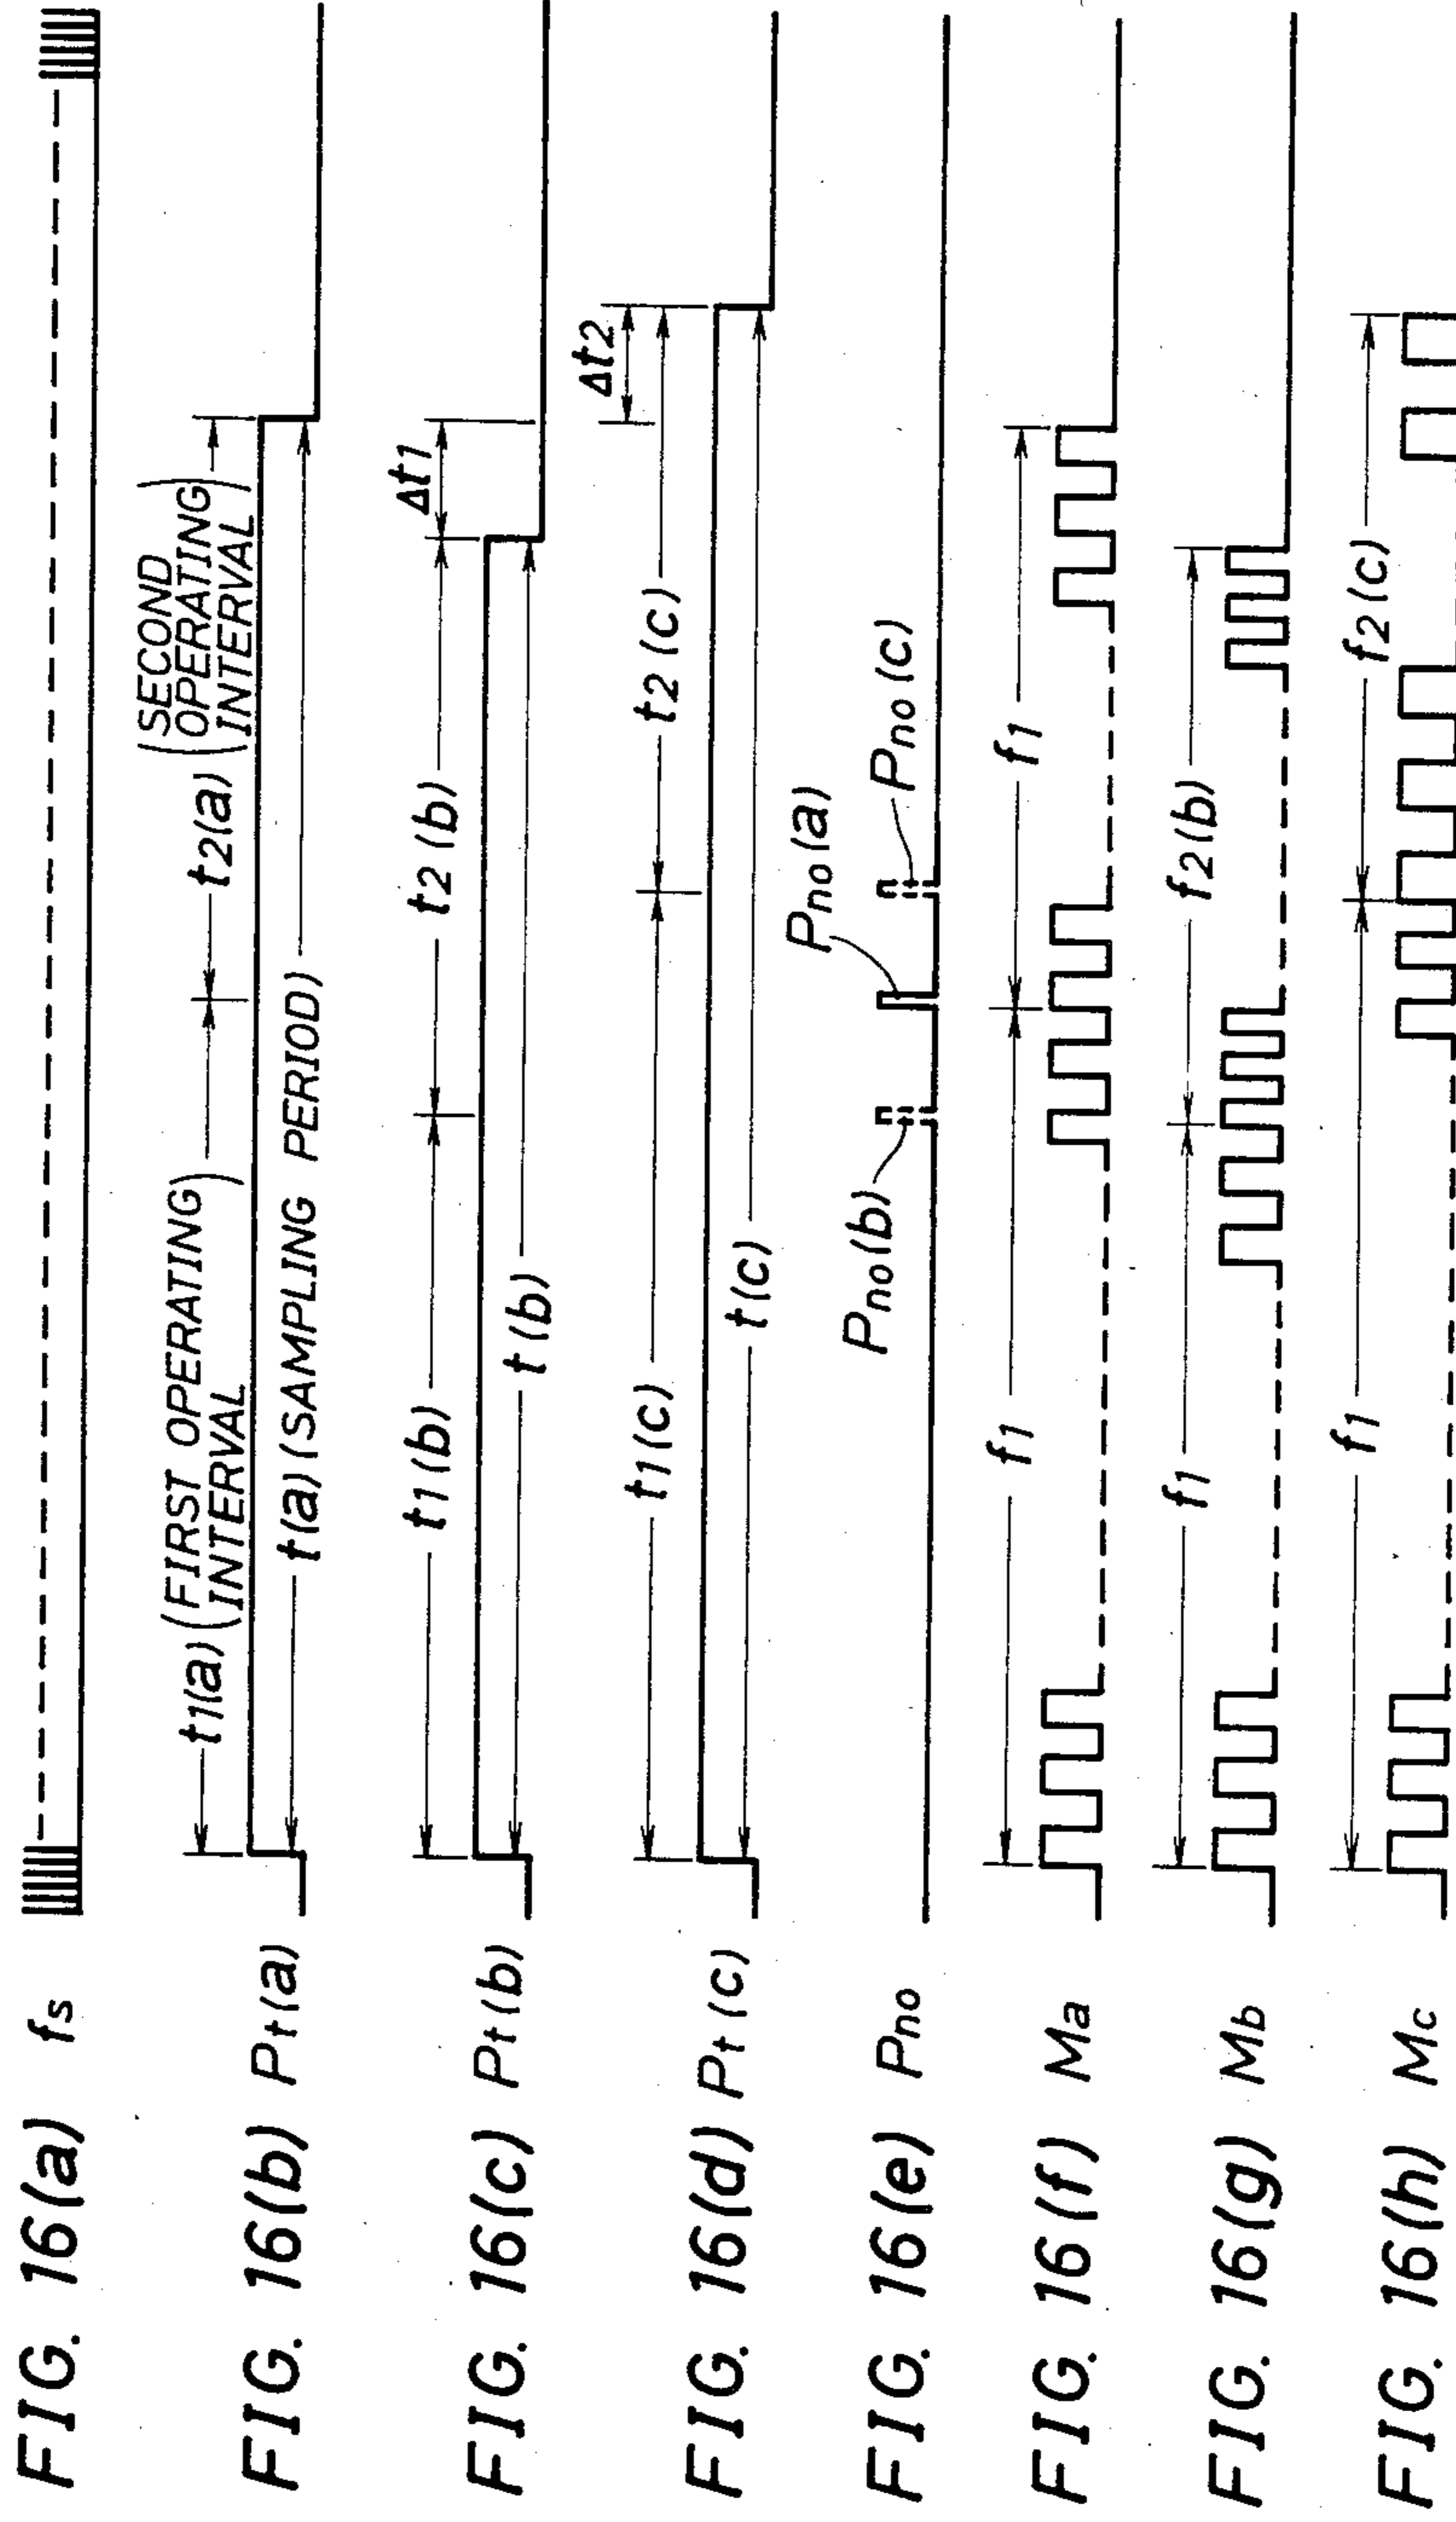 FIG. 16(a) fs
FIG. 16(b) Pt(a)
t1(a) (FIRST OPERATING
INTERVAL)
t2(a) (SECOND
OPERATING
INTERVAL)
t(a) (SAMPLING PERIOD)
FIG. 16(c) Pt(b)
t1(b)
t2(b)
Δt1
t(b)
FIG. 16(d) Pt(c)
t1(c)
t2(c)
Δt2
t(c)
FIG. 16(e) Pno
Pno(b)
Pno(a)
Pno(c)
FIG. 16(f) Ma
f1
f1
FIG. 16(g) Mb
f1
f2(b)
FIG. 16(h) Mc
f1
f2(c)